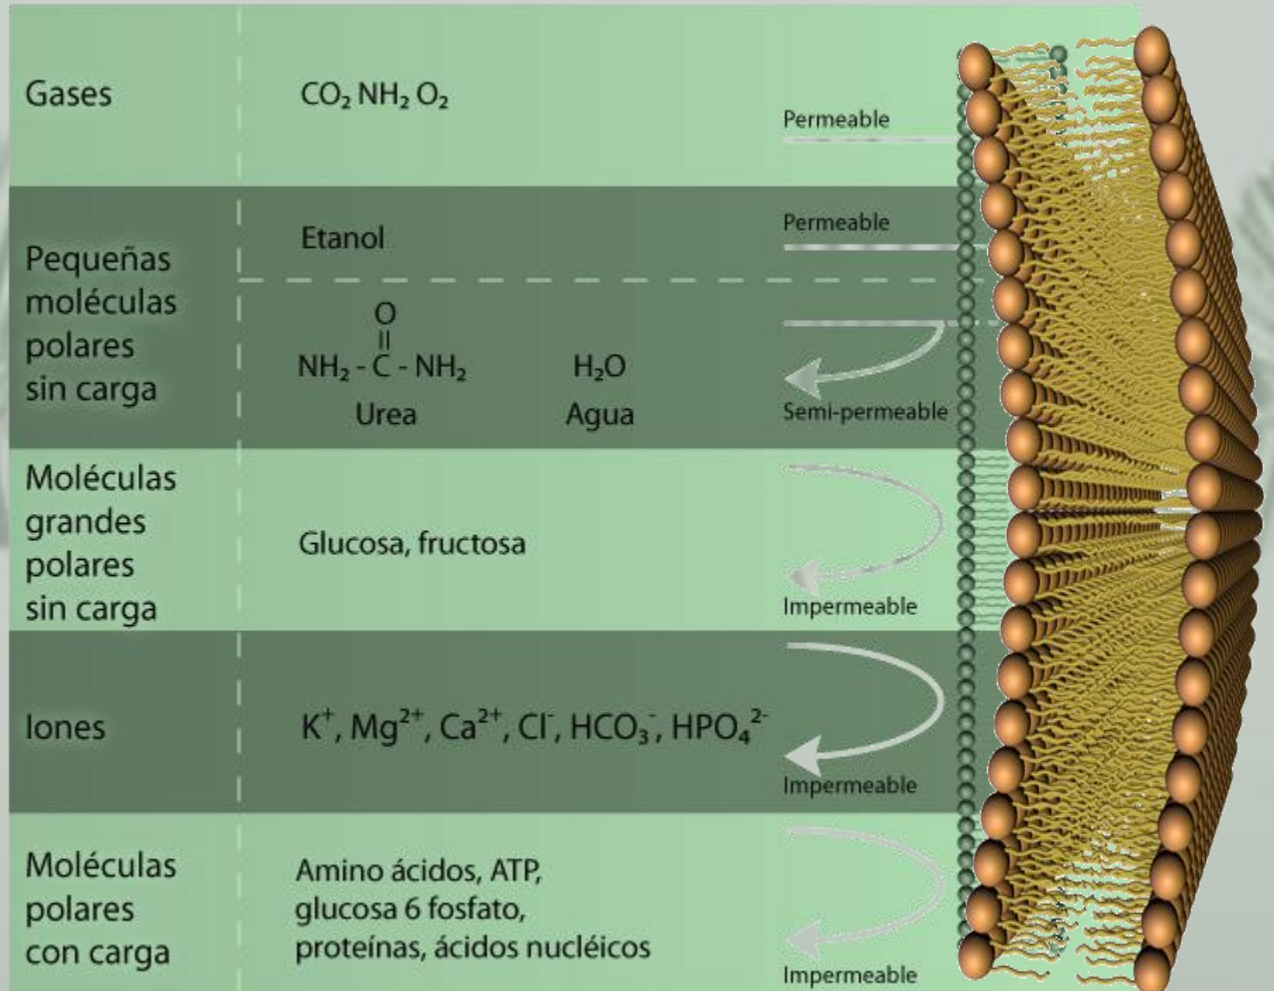 Gases
CO₂ NH₂ O₂
Permeable
Pequeñas
moléculas
polares
sin carga
Etanol
Permeable
O
||
NH₂ - C - NH₂
Urea
H₂O
Agua
Semi-permeable
Moléculas
grandes
polares
sin carga
Glucosa, fructosa
Impermeable
Iones
K⁺, Mg²⁺, Ca²⁺, Cl⁻, HCO₃⁻, HPO₄²⁻
Impermeable
Moléculas
polares
con carga
Amino ácidos, ATP,
glucosa 6 fosfato,
proteínas, ácidos nucléicos
Impermeable